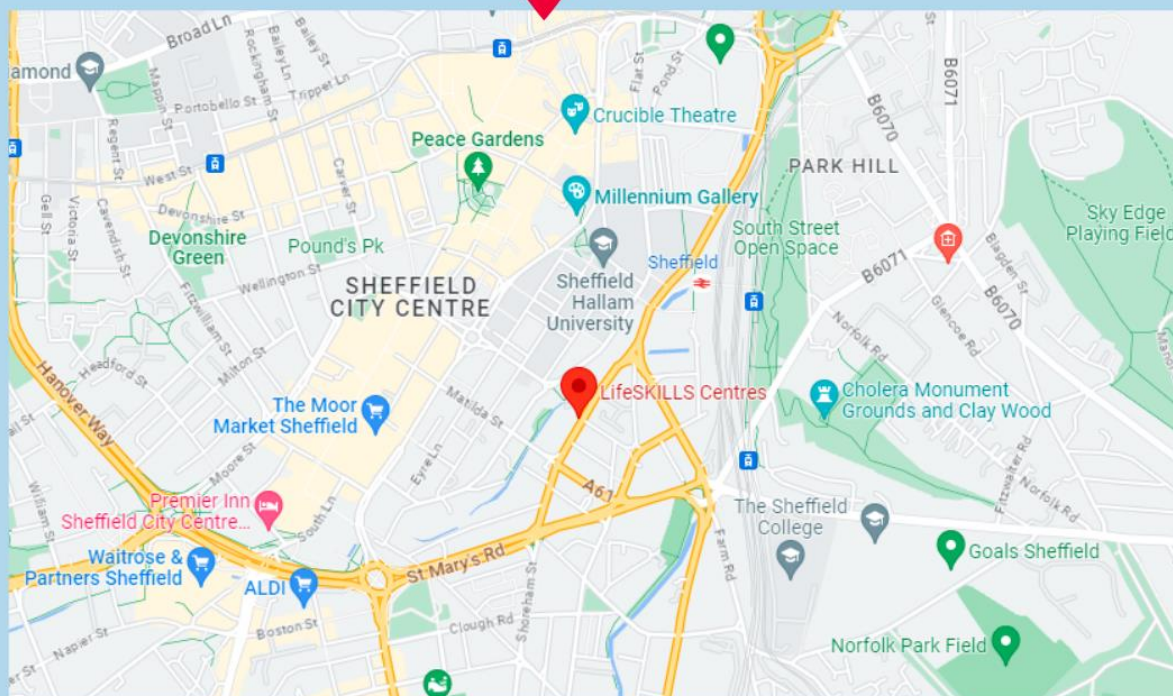 Broad Ln
Rockingham St
Bailey Ln
Bailey St
Tripper Ln
Flat St
Pond St
B6071
B6070
amond
Mappin St
Portobello St
Crucible Theatre
Peace Gardens
Regent St
West St
Carver St
PARK HILL
Millennium Gallery
Gell St
Victoria St
Cavendish St
Devonshire St
Devonshire
Green
Pound's Pk
South Street
Open Space
Sky Edge
Playing Field
Blagden St
B6071
B6070
Wellington St
Fitzwilliam St
SHEFFIELD
CITY CENTRE
Sheffield
Hallam
University
Sheffield
Glencoe Rd
Norfolk Rd
Hanover Way
Headford St
Milton St
Matilda St
LifeSKILLS Centres
Cholera Monument
Grounds and Clay Wood
The Moor
Market Sheffield
Eyre Ln
Moore St
A61
William St
Premier Inn
Sheffield City Centre...
South Ln
The Sheffield
College
Fitzwalter Rd
Norfolk Rd
Waitrose &
Partners Sheffield
ALDI
St Mary's Rd
Farm Rd
Goals Sheffield
Shoreham St
Boston St
Clough Rd
Napier St
Norfolk Park Field